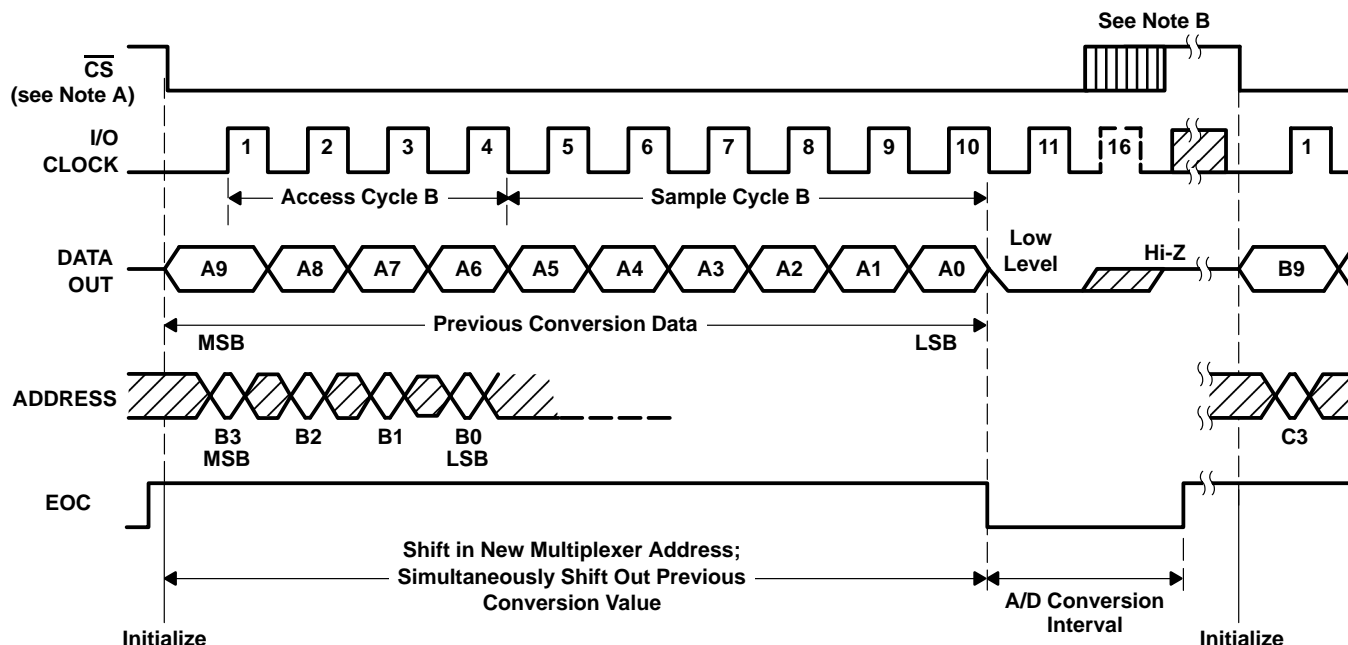 See Note B
CS
(see Note A)
I/O
CLOCK
1 2 3 4 5 6 7 8 9 10 11 16 1
Access Cycle B
Sample Cycle B
DATA
OUT
A9 A8 A7 A6 A5 A4 A3 A2 A1 A0
Low
Level
Hi-Z
B9
Previous Conversion Data
MSB
LSB
ADDRESS
B3
MSB
B2
B1
B0
LSB
C3
EOC
Shift in New Multiplexer Address;
Simultaneously Shift Out Previous
Conversion Value
A/D Conversion
Interval
Initialize
Initialize